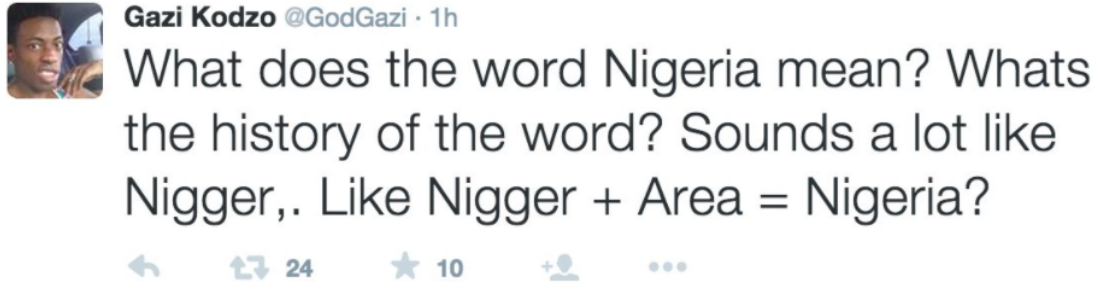 Gazi Kodzo @GodGazi · 1h
What does the word Nigeria mean? Whats
the history of the word? Sounds a lot like
Nigger,. Like Nigger + Area = Nigeria?
24 10